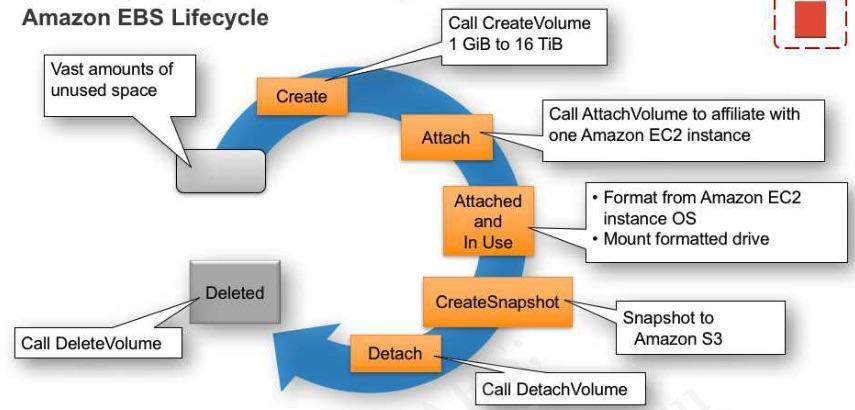 Amazon EBS Lifecycle
Call CreateVolume
1 GiB to 16 TiB
Vast amounts of
unused space
Create
Attach
Call AttachVolume to affiliate with
one Amazon EC2 instance
Attached
and
In Use
• Format from Amazon EC2
instance OS
• Mount formatted drive
CreateSnapshot
Snapshot to
Amazon S3
Detach
Call DetachVolume
Deleted
Call DeleteVolume